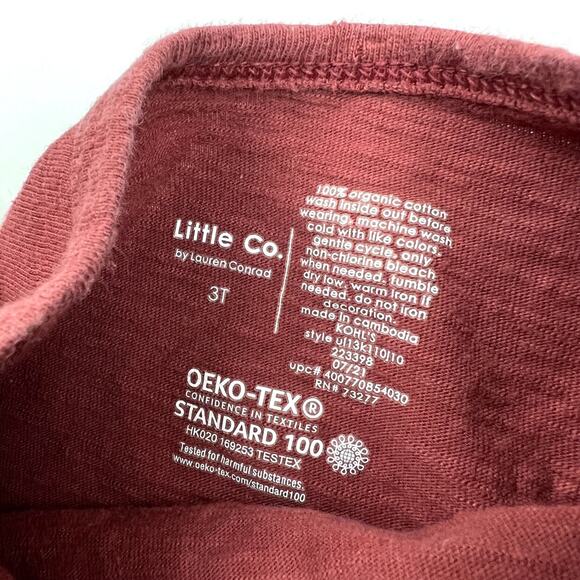 Little Co.
by Lauren Conrad
3T
100% organic cotton
wash inside out before
wearing, machine wash
cold with like colors,
gentle cycle, only
non-chlorine bleach
when needed, tumble
dry low, warm iron if
needed, do not iron
decoration
made in cambodia
KOHL'S
style ul13k110l10
223398
07/21
upc# 400770854030
RN# 73277
OEKO-TEX®
CONFIDENCE IN TEXTILES
STANDARD 100
HK020 169253 TESTEX
Tested for harmful substances.
www.oeko-tex.com/standard100